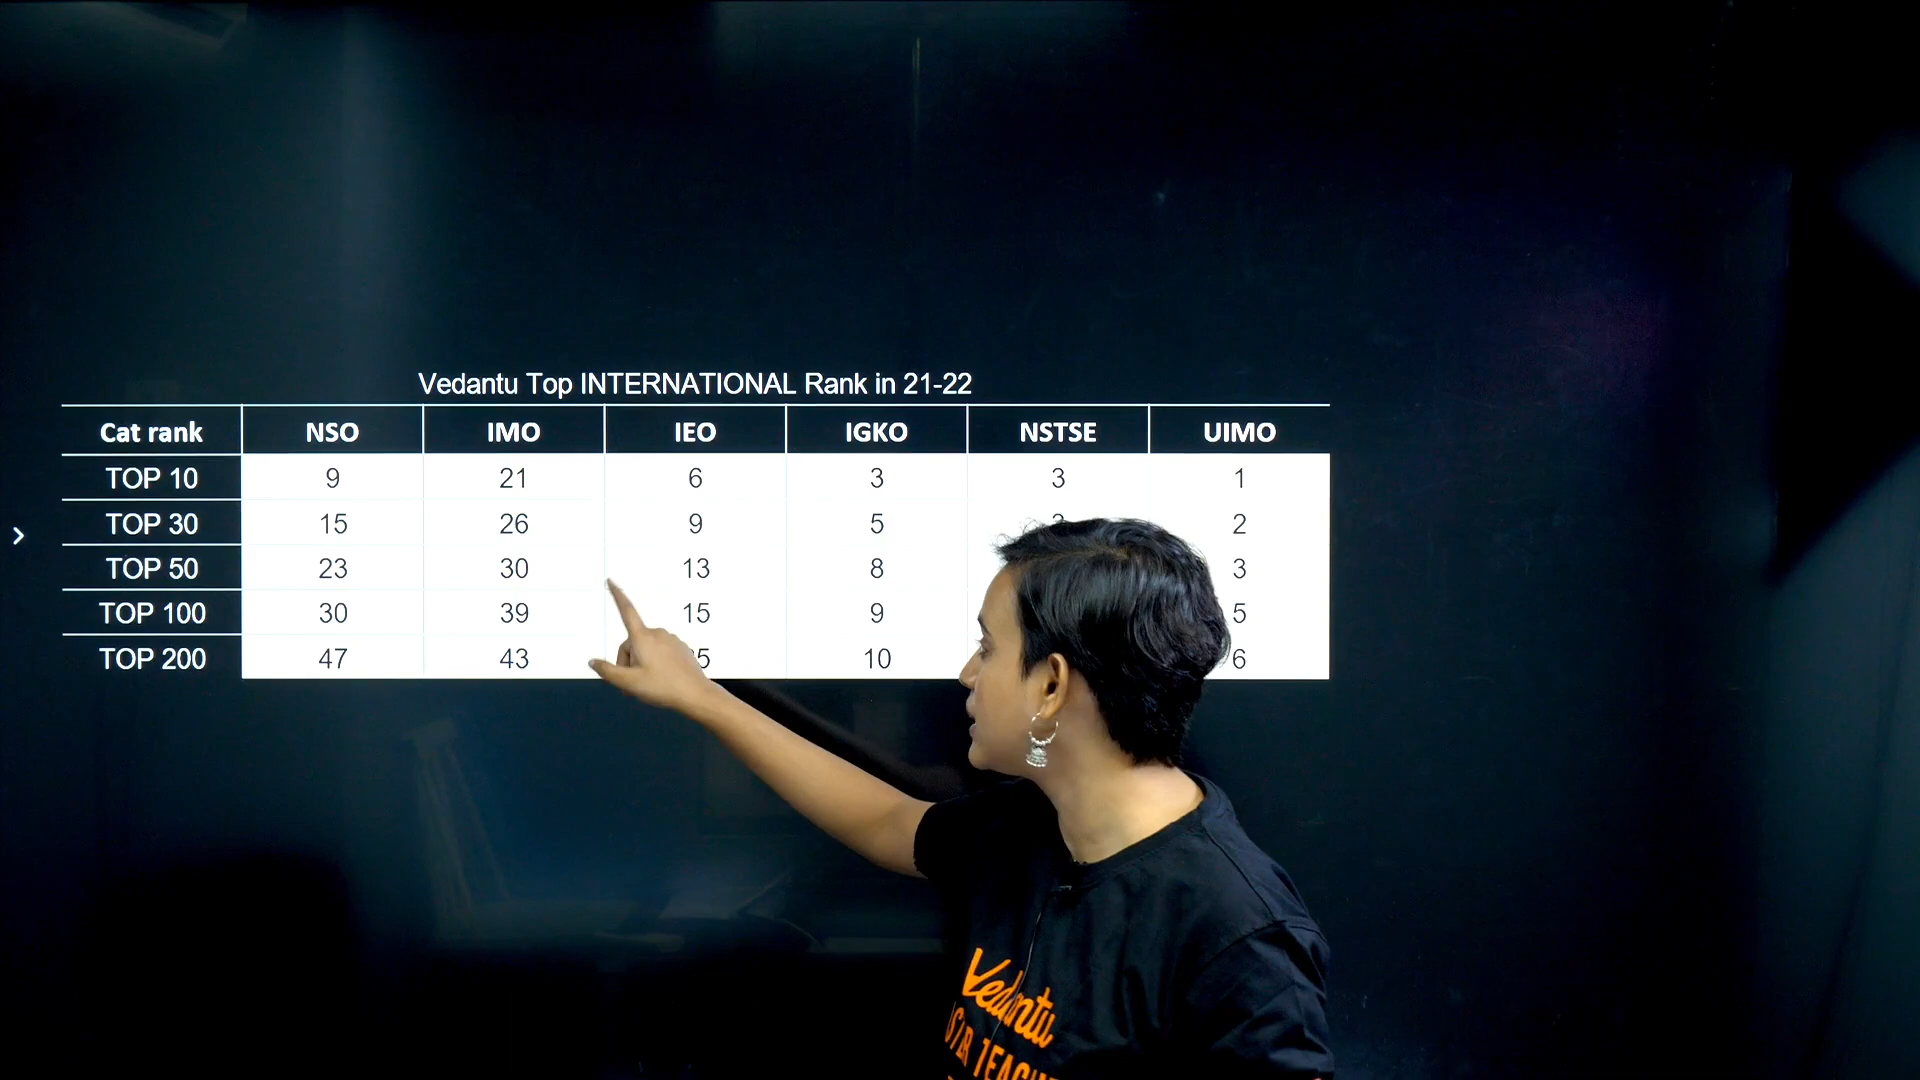 Vedantu Top INTERNATIONAL Rank in 21-22
Cat rank NSO IMO IEO IGKO NSTSE UIMO
TOP 10 9 21 6 3 3 1
TOP 30 15 26 9 5 2
TOP 50 23 30 13 8 3
TOP 100 30 39 15 9 5
TOP 200 47 43 10 6
Vedantu